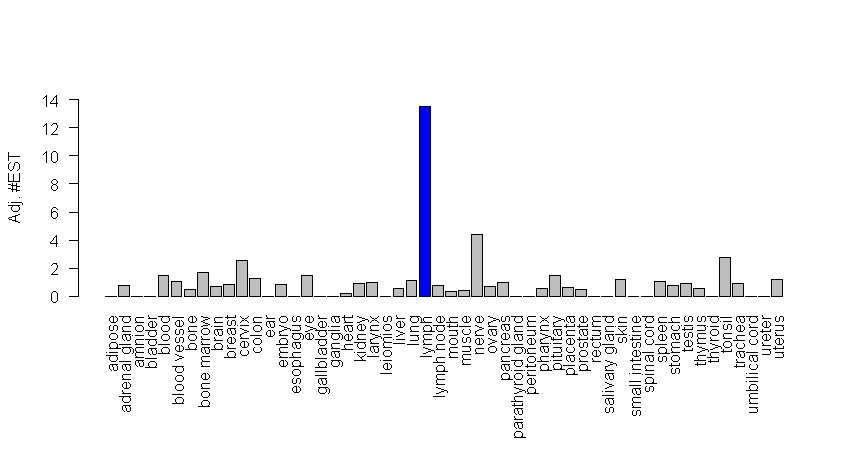 Adj. #EST
14
12
10
8
6
4
2
0
adipose
adrenal gland
amnion
bladder
blood
blood vessel
bone
bone marrow
brain
breast
cervix
colon
ear
embryo
esophagus
eye
gallbladder
ganglia
heart
kidney
larynx
leiomios
liver
lung
lymph
lymph node
mouth
muscle
nerve
ovary
pancreas
parathyroid gland
peritoneum
pharynx
pituitary
placenta
prostate
rectum
salivary gland
skin
small intestine
spinal cord
spleen
stomach
testis
thymus
thyroid
tonsil
trachea
umbilical cord
ureter
uterus